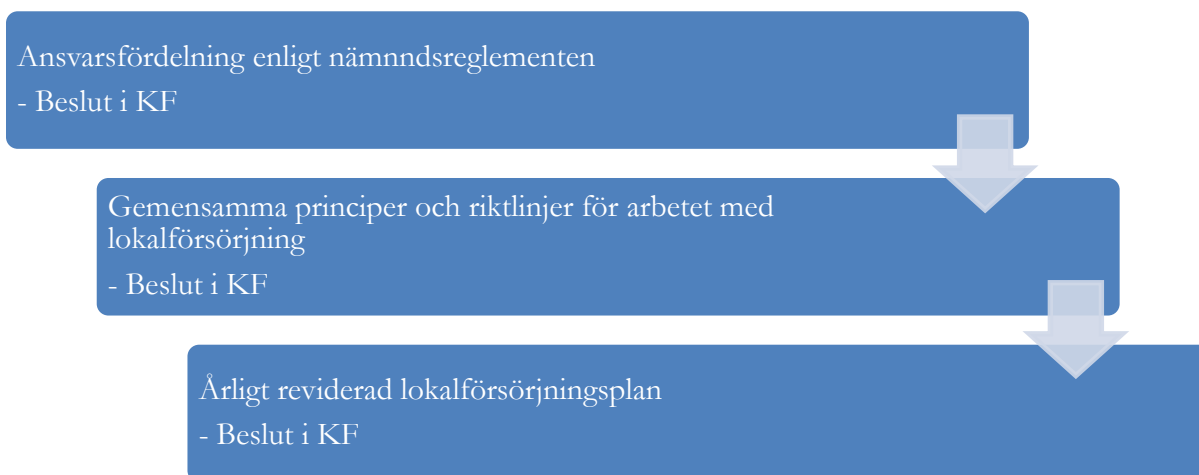 Ansvarsfördelning enligt nämnndsreglementen
- Beslut i KF
Gemensamma principer och riktlinjer för arbetet med
lokalförsörjning
- Beslut i KF
Årligt reviderad lokalförsörjningsplan
- Beslut i KF